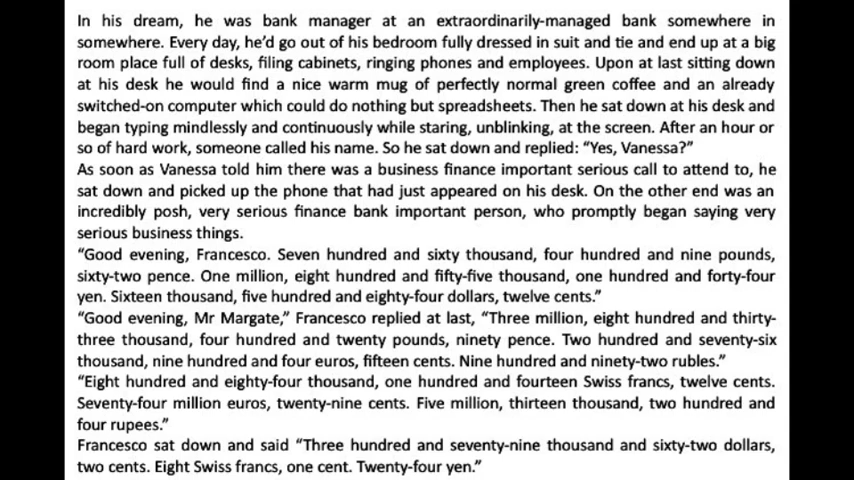 In his dream, he was bank manager at an extraordinarily-managed bank somewhere in
somewhere. Every day, he’d go out of his bedroom fully dressed in suit and tie and end up at a big
room place full of desks, filing cabinets, ringing phones and employees. Upon at last sitting down
at his desk he would find a nice warm mug of perfectly normal green coffee and an already
switched-on computer which could do nothing but spreadsheets. Then he sat down at his desk and
began typing mindlessly and continuously while staring, unblinking, at the screen. After an hour or
so of hard work, someone called his name. So he sat down and replied: “Yes, Vanessa?”
As soon as Vanessa told him there was a business finance important serious call to attend to, he
sat down and picked up the phone that had just appeared on his desk. On the other end was an
incredibly posh, very serious finance bank important person, who promptly began saying very
serious business things.
“Good evening, Francesco. Seven hundred and sixty thousand, four hundred and nine pounds,
sixty-two pence. One million, eight hundred and fifty-five thousand, one hundred and forty-four
yen. Sixteen thousand, five hundred and eighty-four dollars, twelve cents.”
“Good evening, Mr Margate,” Francesco replied at last, “Three million, eight hundred and thirty-
three thousand, four hundred and twenty pounds, ninety pence. Two hundred and seventy-six
thousand, nine hundred and four euros, fifteen cents. Nine hundred and ninety-two rubles.”
“Eight hundred and eighty-four thousand, one hundred and fourteen Swiss francs, twelve cents.
Seventy-four million euros, twenty-nine cents. Five million, thirteen thousand, two hundred and
four rupees.”
Francesco sat down and said “Three hundred and seventy-nine thousand and sixty-two dollars,
two cents. Eight Swiss francs, one cent. Twenty-four yen.”